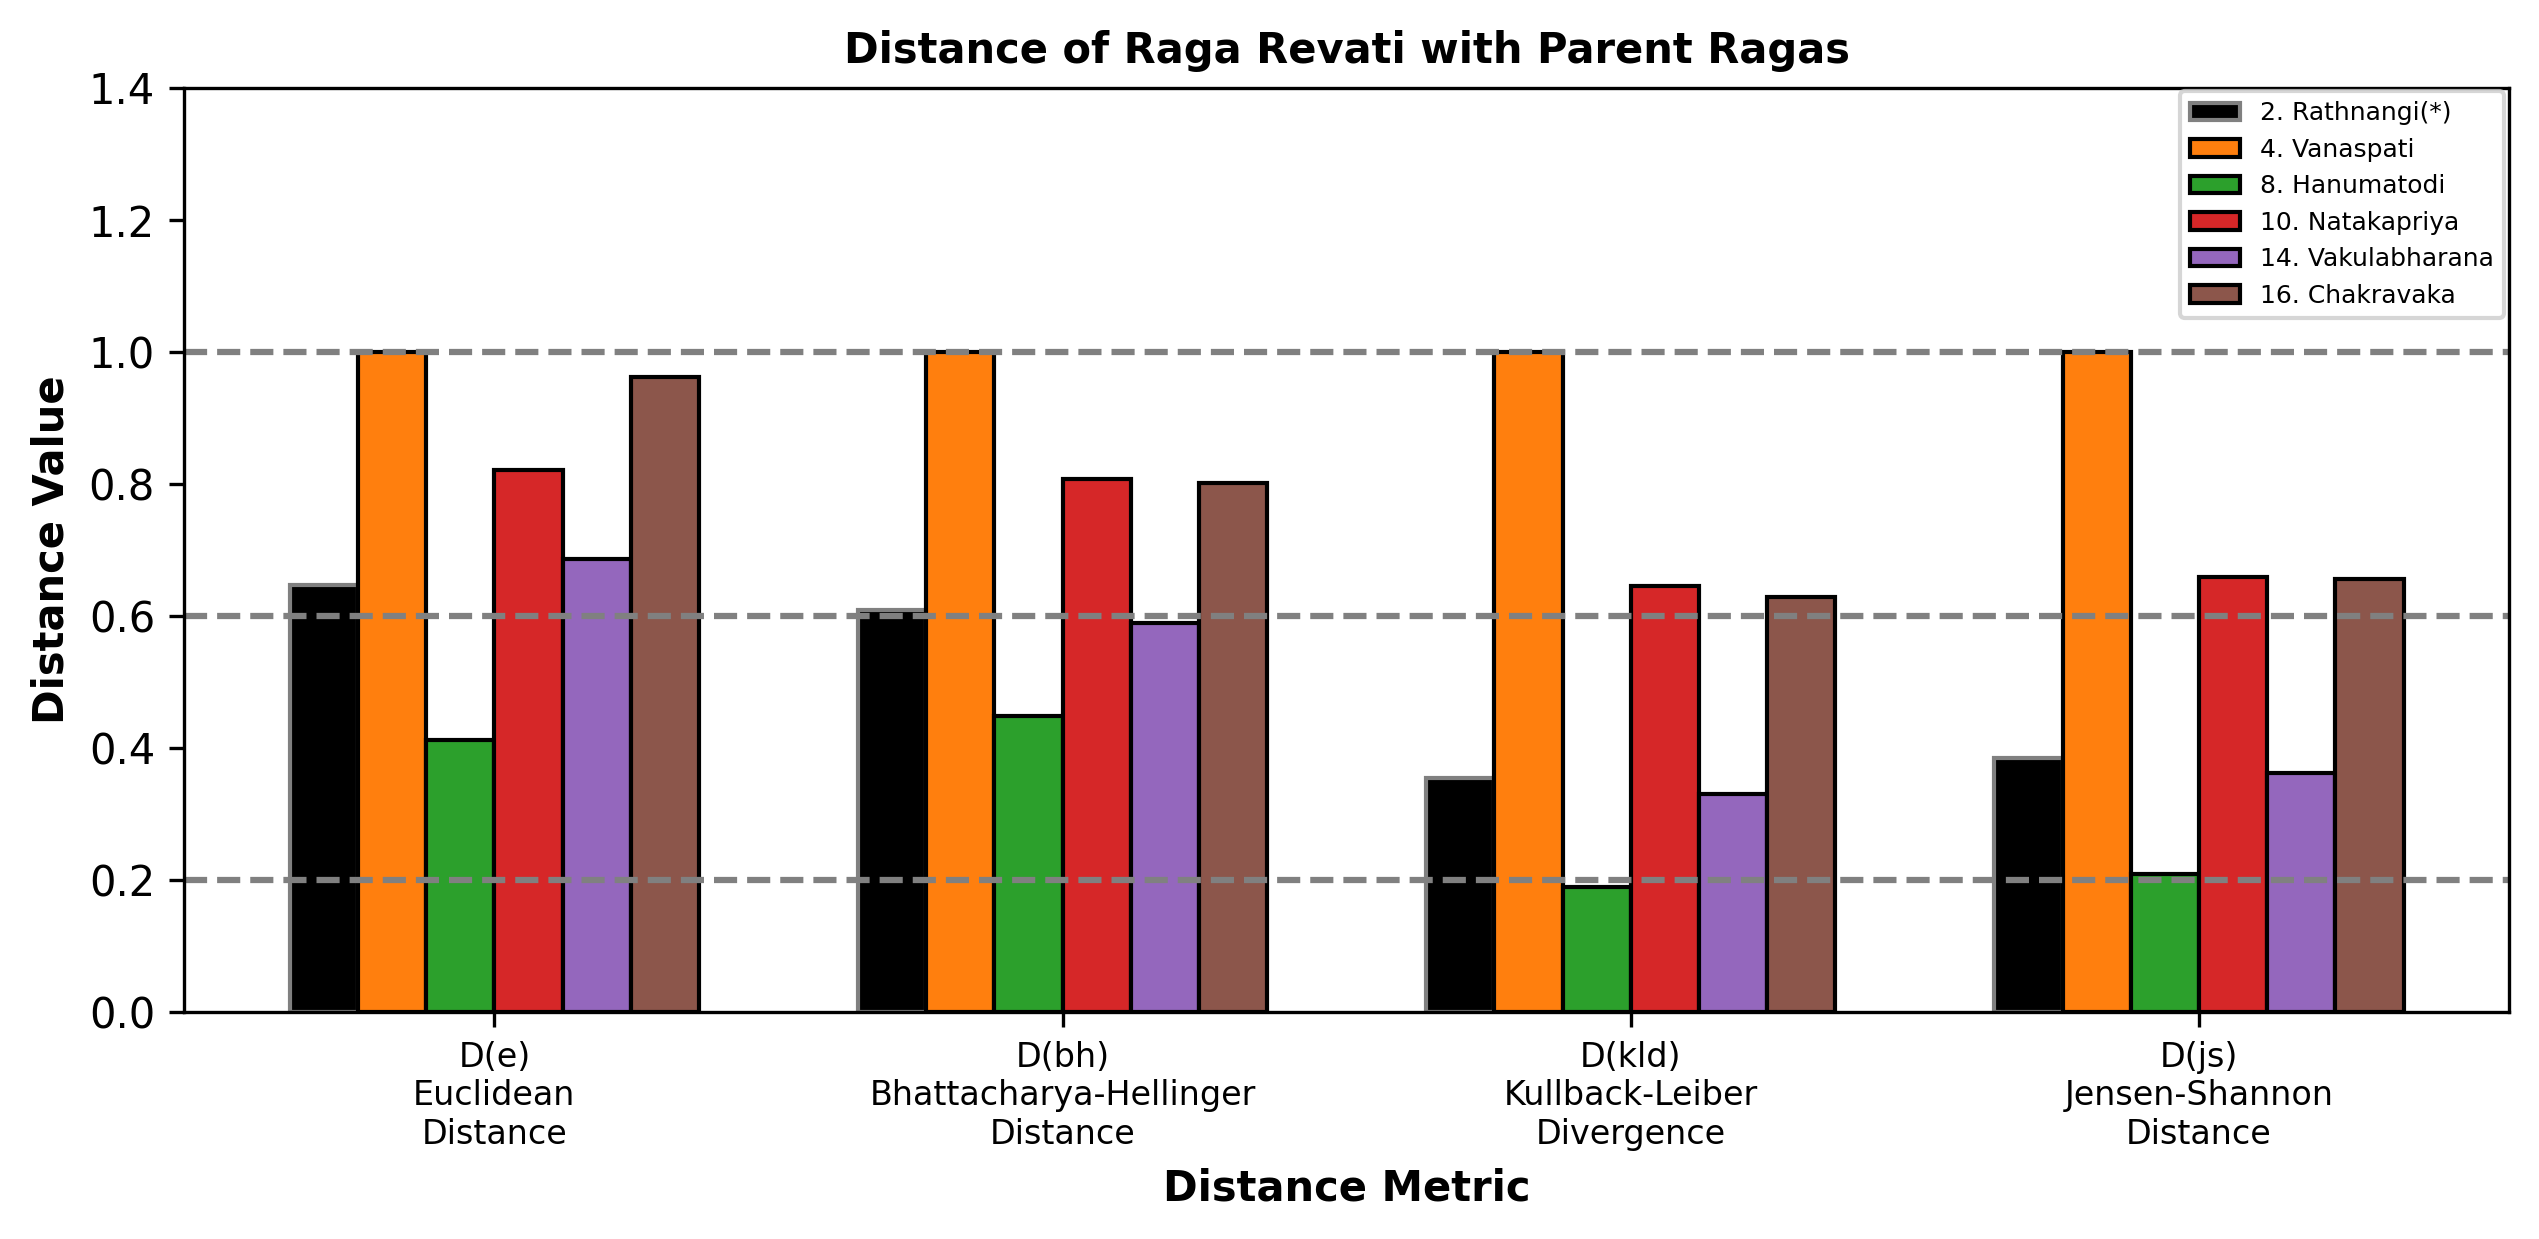 Distance of Raga Revati with Parent Ragas
1.4
1.2
1.0
0.8
0.6
0.4
0.2
0.0
Distance Value
2. Rathnangi(*)
4. Vanaspati
8. Hanumatodi
10. Natakapriya
14. Vakulabharana
16. Chakravaka
D(e)
Euclidean
Distance
D(bh)
Bhattacharya-Hellinger
Distance
D(kld)
Kullback-Leiber
Divergence
D(js)
Jensen-Shannon
Distance
Distance Metric